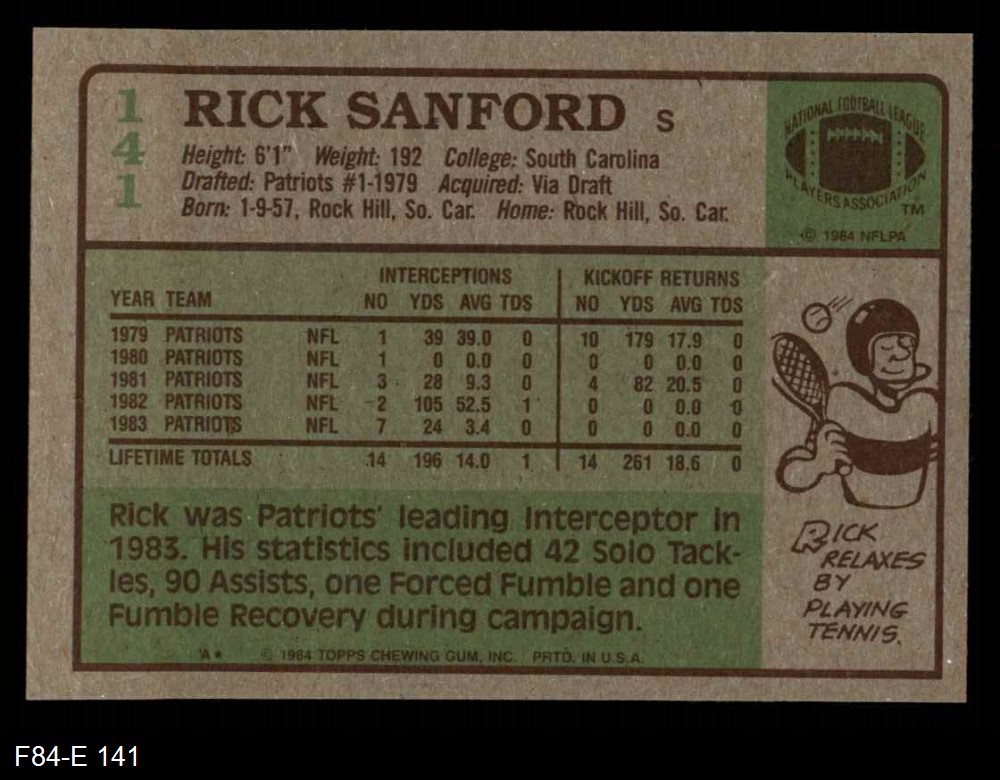 141
RICK SANFORD S
Height: 6'1" Weight: 192 College: South Carolina
Drafted: Patriots #1-1979 Acquired: Via Draft
Born: 1-9-57, Rock Hill, So. Car. Home: Rock Hill, So. Car.
NATIONAL FOOTBALL LEAGUE
PLAYERS ASSOCIATION
TM
© 1984 NFLPA
INTERCEPTIONS KICKOFF RETURNS
YEAR TEAM NO YDS AVG TDS NO YDS AVG TDS
1979 PATRIOTS NFL 1 39 39.0 0 10 179 17.9 0
1980 PATRIOTS NFL 1 0 0.0 0 0 0 0.0 0
1981 PATRIOTS NFL 3 28 9.3 0 4 82 20.5 0
1982 PATRIOTS NFL 2 105 52.5 1 0 0 0.0 0
1983 PATRIOTS NFL 7 24 3.4 0 0 0 0.0 0
LIFETIME TOTALS 14 196 14.0 1 14 261 18.6 0
Rick was Patriots' leading Interceptor in
1983. His statistics included 42 Solo Tack-
les, 90 Assists, one Forced Fumble and one
Fumble Recovery during campaign.
RICK
RELAXES
BY
PLAYING
TENNIS.
*A* © 1984 TOPPS CHEWING GUM, INC. PRTD. IN U.S.A.
F84-E 141